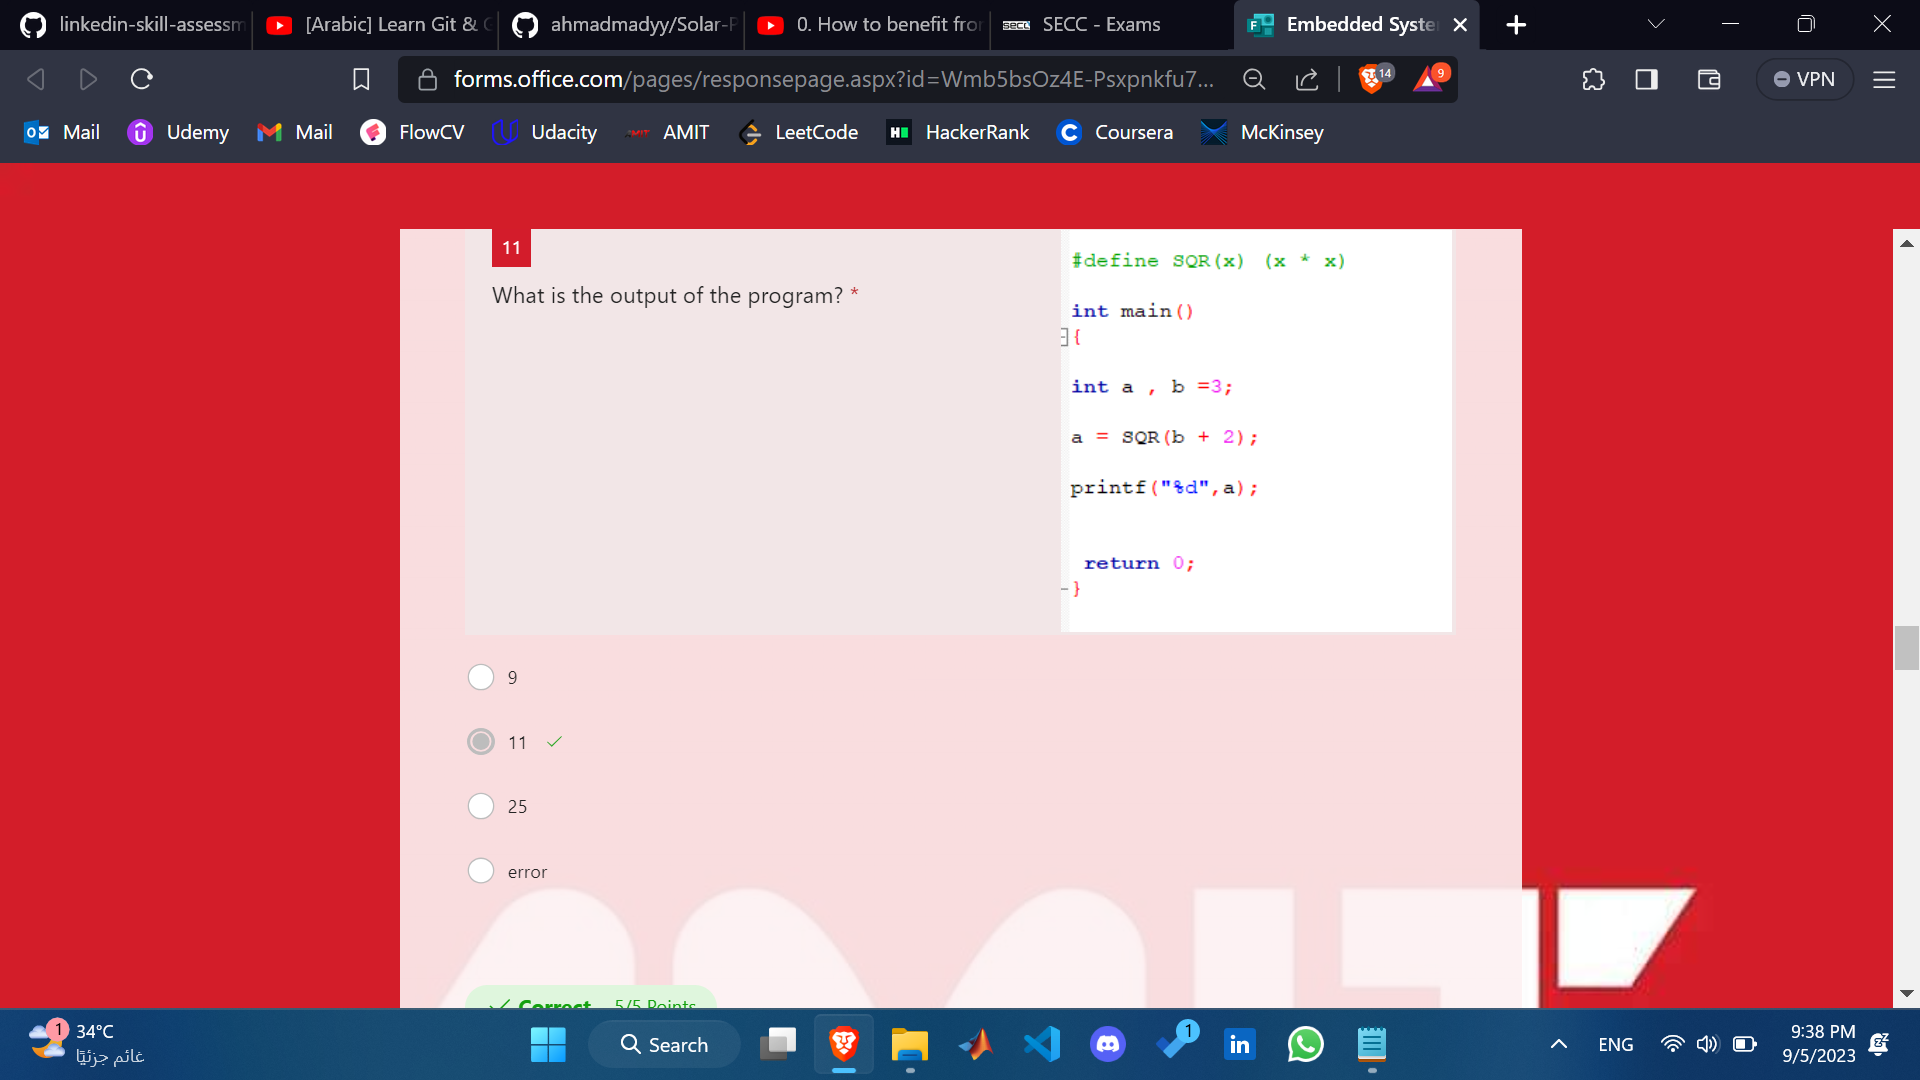 linkedin-skill-assessm
[Arabic] Learn Git & G
ahmadmadyy/Solar-P
0. How to benefit fror
SECC - Exams
Embedded Syste
forms.office.com/pages/responsepage.aspx?id=Wmb5bsOz4E-Psxpnkfu7...
14
9
VPN
Mail
Udemy
Mail
FlowCV
Udacity
AMIT
LeetCode
HackerRank
Coursera
McKinsey
11
What is the output of the program? *
#define SQR(x) (x * x)
int main()
{
int a , b =3;
a = SQR(b + 2);
printf("%d",a);
return 0;
}
9
11
25
error
Correct 5/5 Points
1
34°C
غائم جزئيًا
Search
1
ENG
9:38 PM
9/5/2023